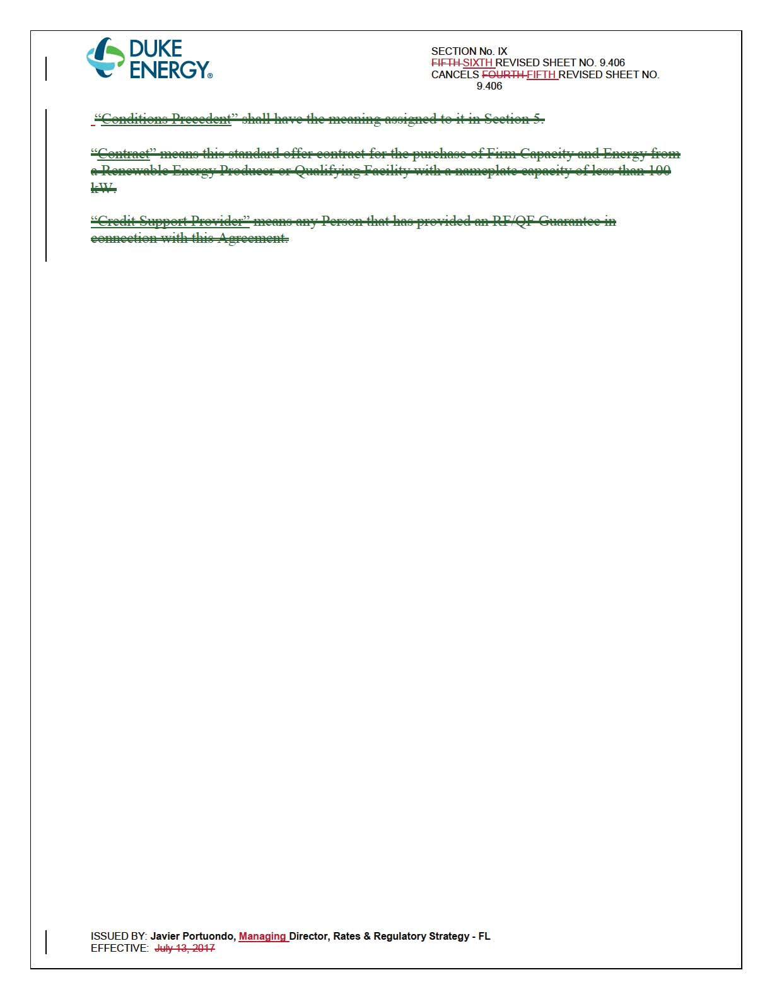 DUKE
ENERGY®
SECTION No. IX
FIFTH SIXTH REVISED SHEET NO. 9.406
CANCELS FOURTH FIFTH REVISED SHEET NO.
9.406
“Conditions Precedent” shall have the meaning assigned to it in Section 5.
“Contract” means this standard offer contract for the purchase of Firm Capacity and Energy from
a Renewable Energy Producer or Qualifying Facility with a nameplate capacity of less than 100
kW.
“Credit Support Provider” means any Person that has provided an RF/QF Guarantee in
connection with this Agreement.
ISSUED BY: Javier Portuondo, Managing Director, Rates & Regulatory Strategy - FL
EFFECTIVE: July 13, 2017